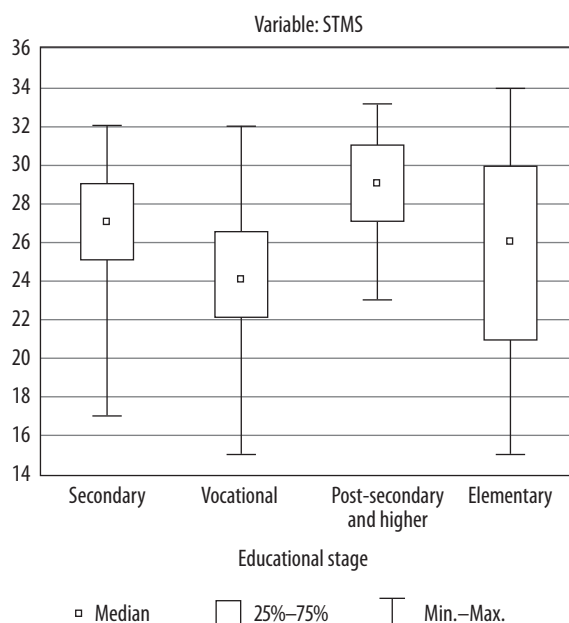 Variable: STMS
36
34
32
30
28
26
24
22
20
18
16
14
Secondary
Vocational
Post-secondary
and higher
Elementary
Educational stage
Median
25%–75%
Min.–Max.